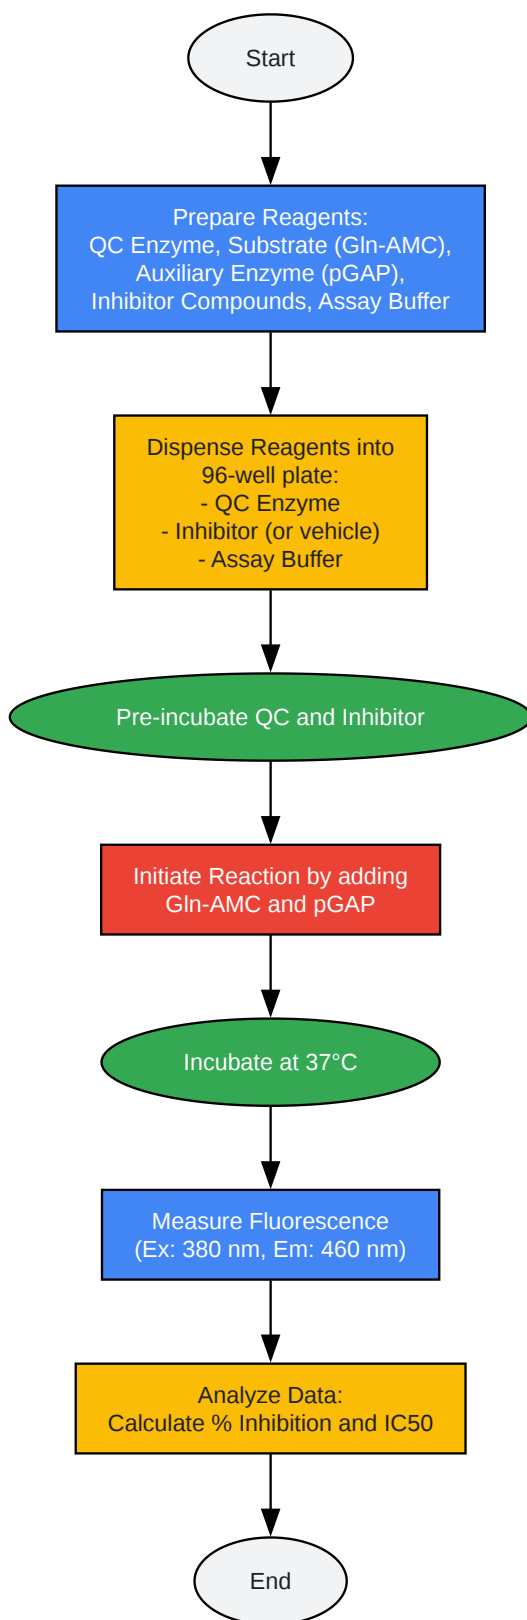 Start
Prepare Reagents:
QC Enzyme, Substrate (Gln-AMC),
Auxiliary Enzyme (pGAP),
Inhibitor Compounds, Assay Buffer
Dispense Reagents into
96-well plate:
- QC Enzyme
- Inhibitor (or vehicle)
- Assay Buffer
Pre-incubate QC and Inhibitor
Initiate Reaction by adding
Gln-AMC and pGAP
Incubate at 37°C
Measure Fluorescence
(Ex: 380 nm, Em: 460 nm)
Analyze Data:
Calculate % Inhibition and IC50
End